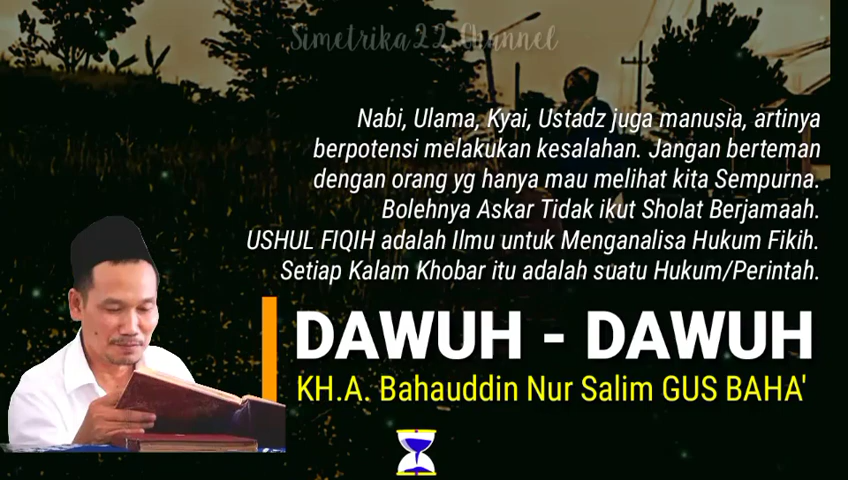 Simetrika22 Channel
Nabi, Ulama, Kyai, Ustadz juga manusia, artinya
berpotensi melakukan kesalahan. Jangan berteman
dengan orang yg hanya mau melihat kita Sempurna.
Bolehnya Askar Tidak ikut Sholat Berjamaah.
USHUL FIQIH adalah Ilmu untuk Menganalisa Hukum Fikih.
Setiap Kalam Khobar itu adalah suatu Hukum/Perintah.
DAWUH - DAWUH
KH.A. Bahauddin Nur Salim GUS BAHA'